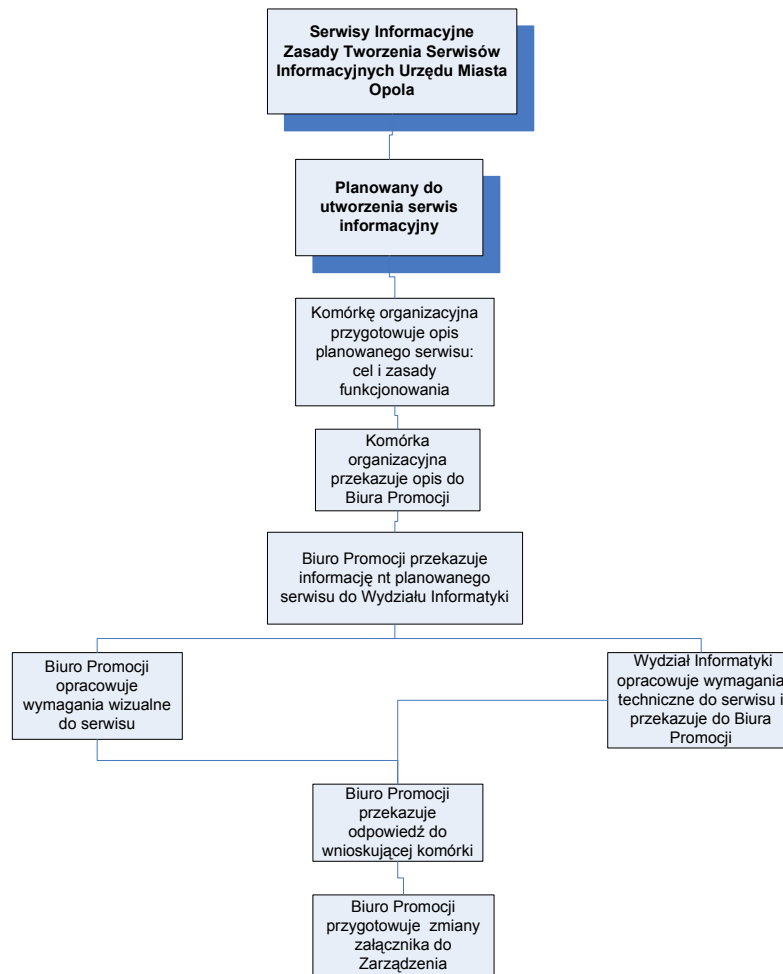 Serwisy Informacyjne
Zasady Tworzenia Serwisów
Informacyjnych Urzędu Miasta
Opola
Planowany do
utworzenia serwis
informacyjny
Komórkę organizacyjna
przygotowuje opis
planowanego serwisu:
cel i zasady
funkcjonowania
Komórka
organizacyjna
przekazuje opis do
Biura Promocji
Biuro Promocji przekazuje
informację nt planowanego
serwisu do Wydziału Informatyki
Biuro Promocji
opracowuje
wymagania wizualne
do serwisu
Wydział Informatyki
opracowuje wymagania
techniczne do serwisu i
przekazuje do Biura
Promocji
Biuro Promocji
przekazuje
odpowiedź do
wnioskującej komórki
Biuro Promocji
przygotowuje zmiany
załącznika do
Zarządzenia